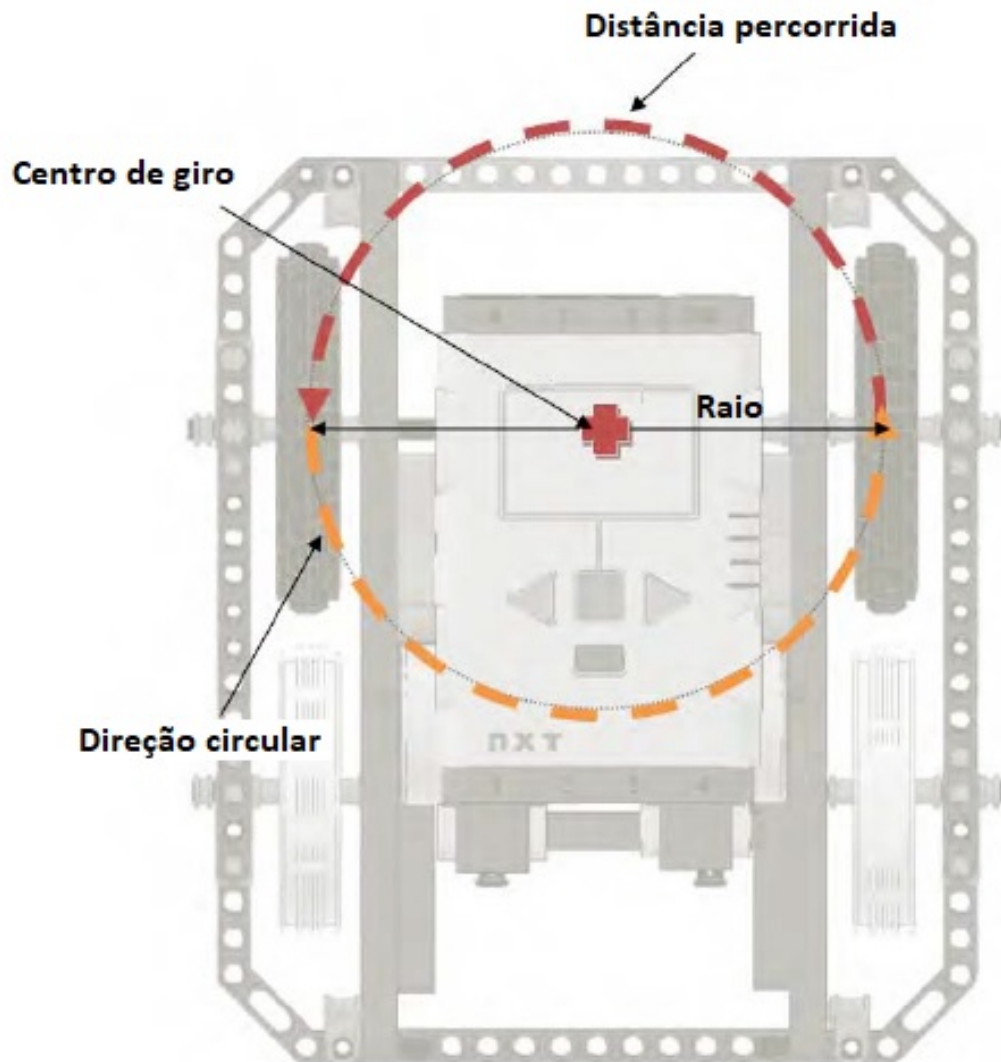 Distância percorrida
Centro de giro
Raio
Direção circular
NXT